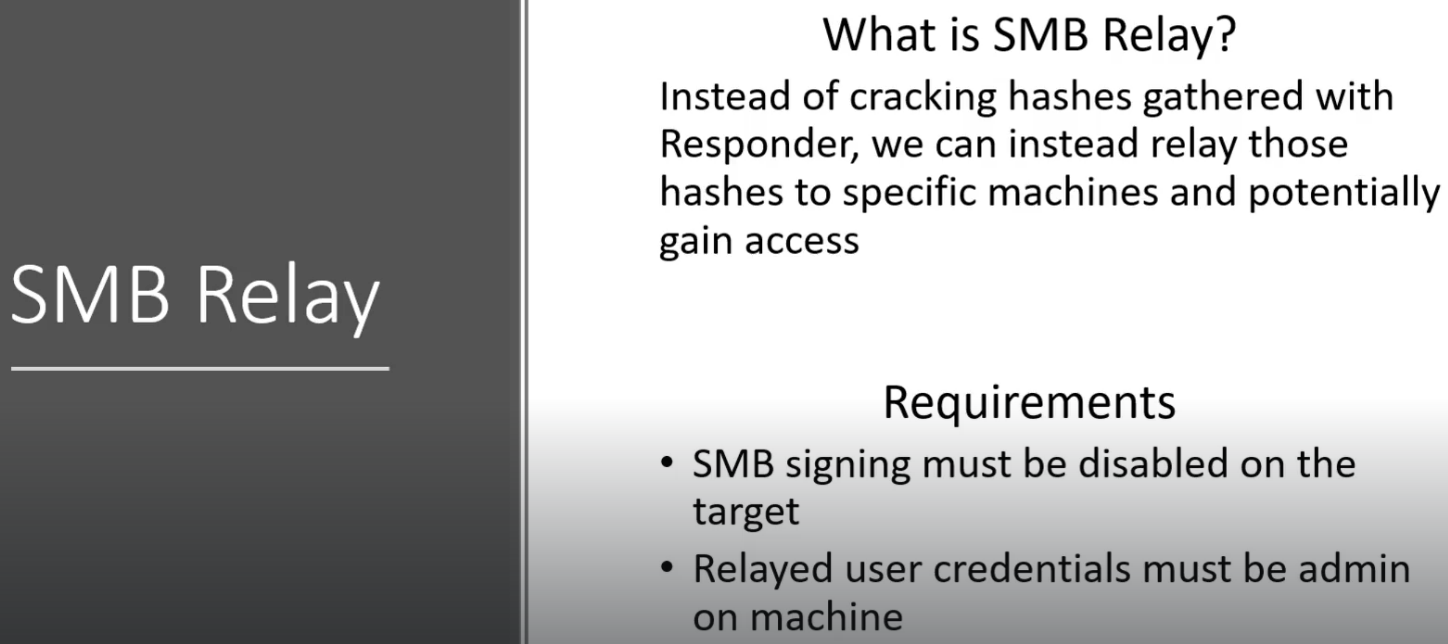 SMB Relay
What is SMB Relay?
Instead of cracking hashes gathered with
Responder, we can instead relay those
hashes to specific machines and potentially
gain access
Requirements
• SMB signing must be disabled on the
target
• Relayed user credentials must be admin
on machine